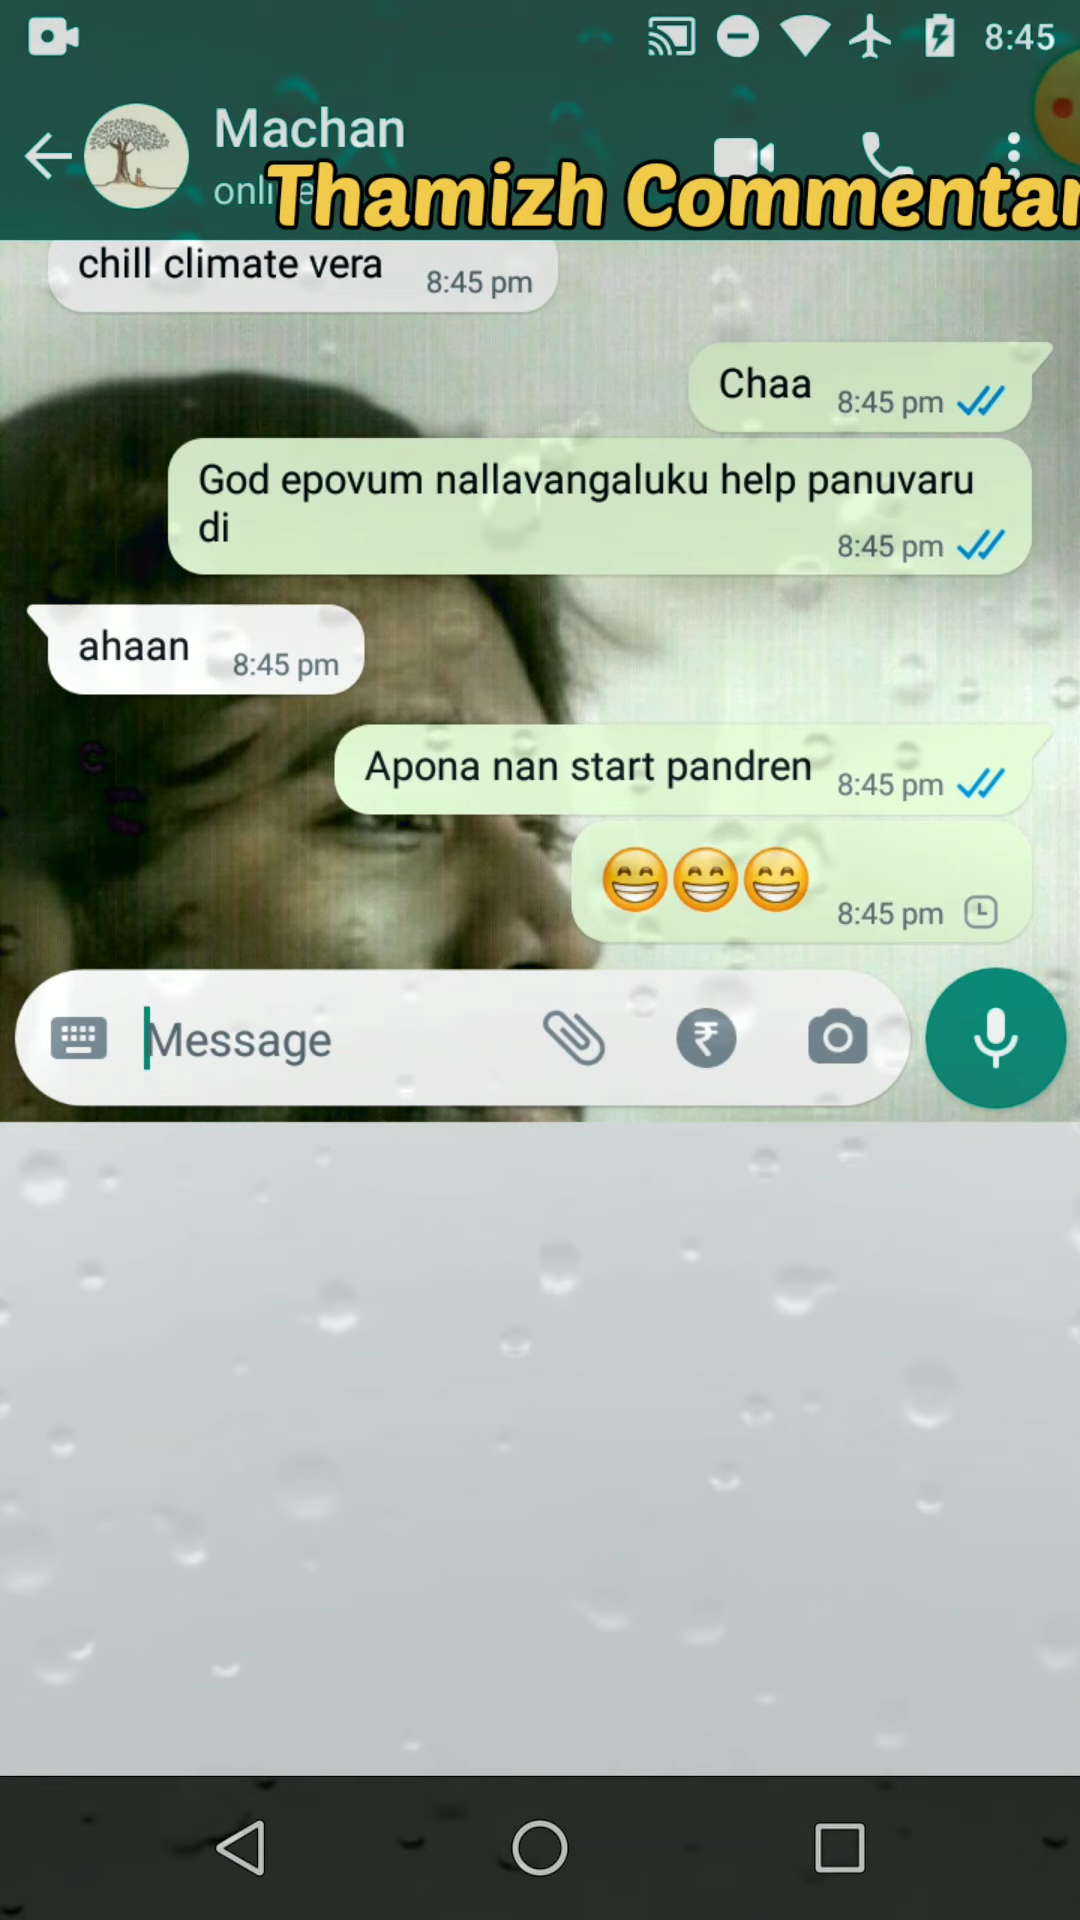 8:45
Machan
online
Thamizh Commentar
chill climate vera 8:45 pm
Chaa 8:45 pm
God epovum nallavangaluku help panuvaru
di 8:45 pm
ahaan 8:45 pm
Apona nan start pandren 8:45 pm
😁😁😁 8:45 pm
Message